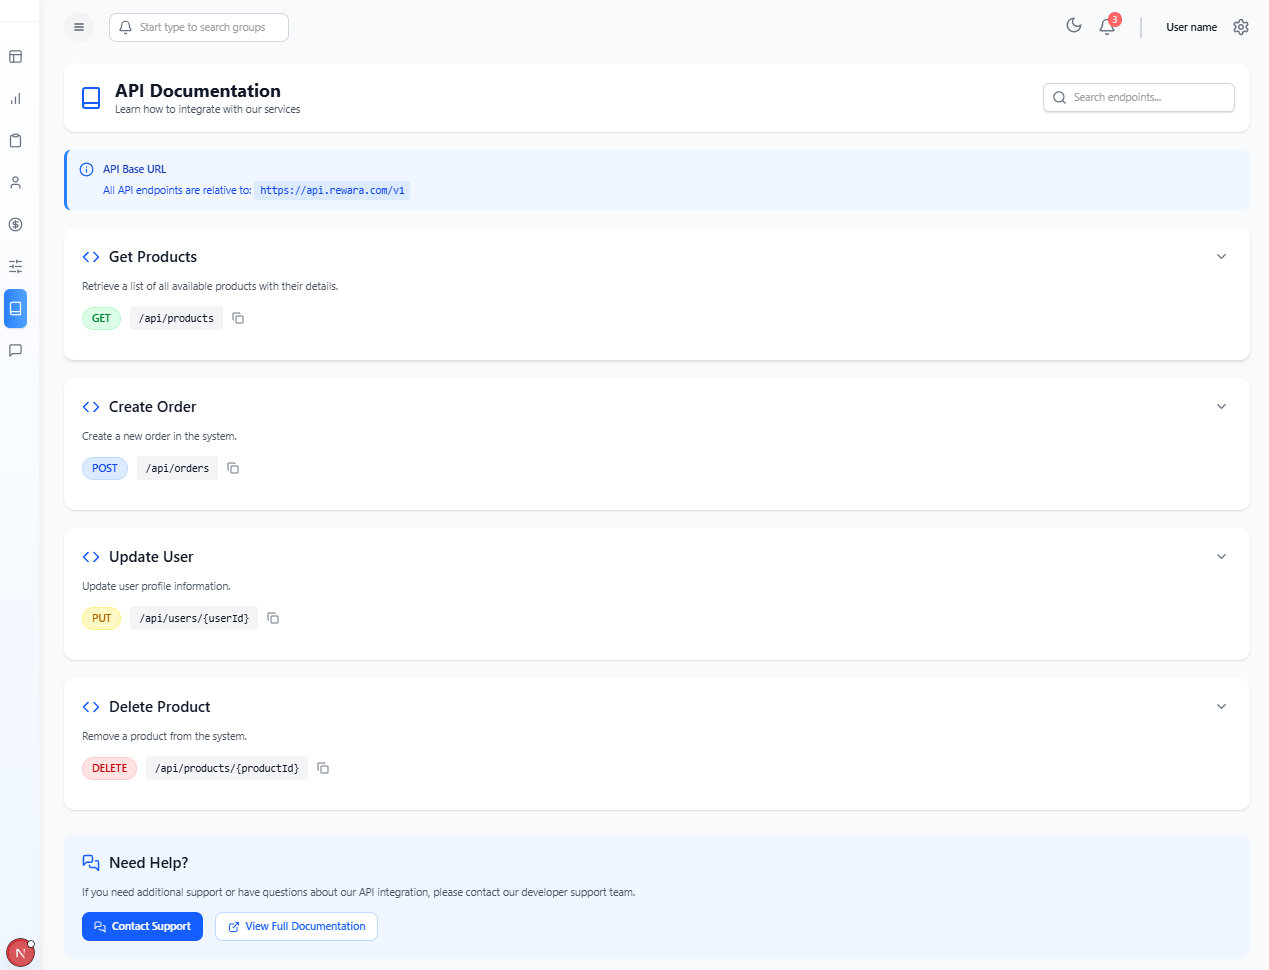 Start type to search groups
3
User name
API Documentation
Learn how to integrate with our services
Search endpoints...
API Base URL
All API endpoints are relative to: https://api.rewara.com/v1
Get Products
Retrieve a list of all available products with their details.
GET /api/products
Create Order
Create a new order in the system.
POST /api/orders
Update User
Update user profile information.
PUT /api/users/{userId}
Delete Product
Remove a product from the system.
DELETE /api/products/{productId}
Need Help?
If you need additional support or have questions about our API integration, please contact our developer support team.
Contact Support View Full Documentation
N